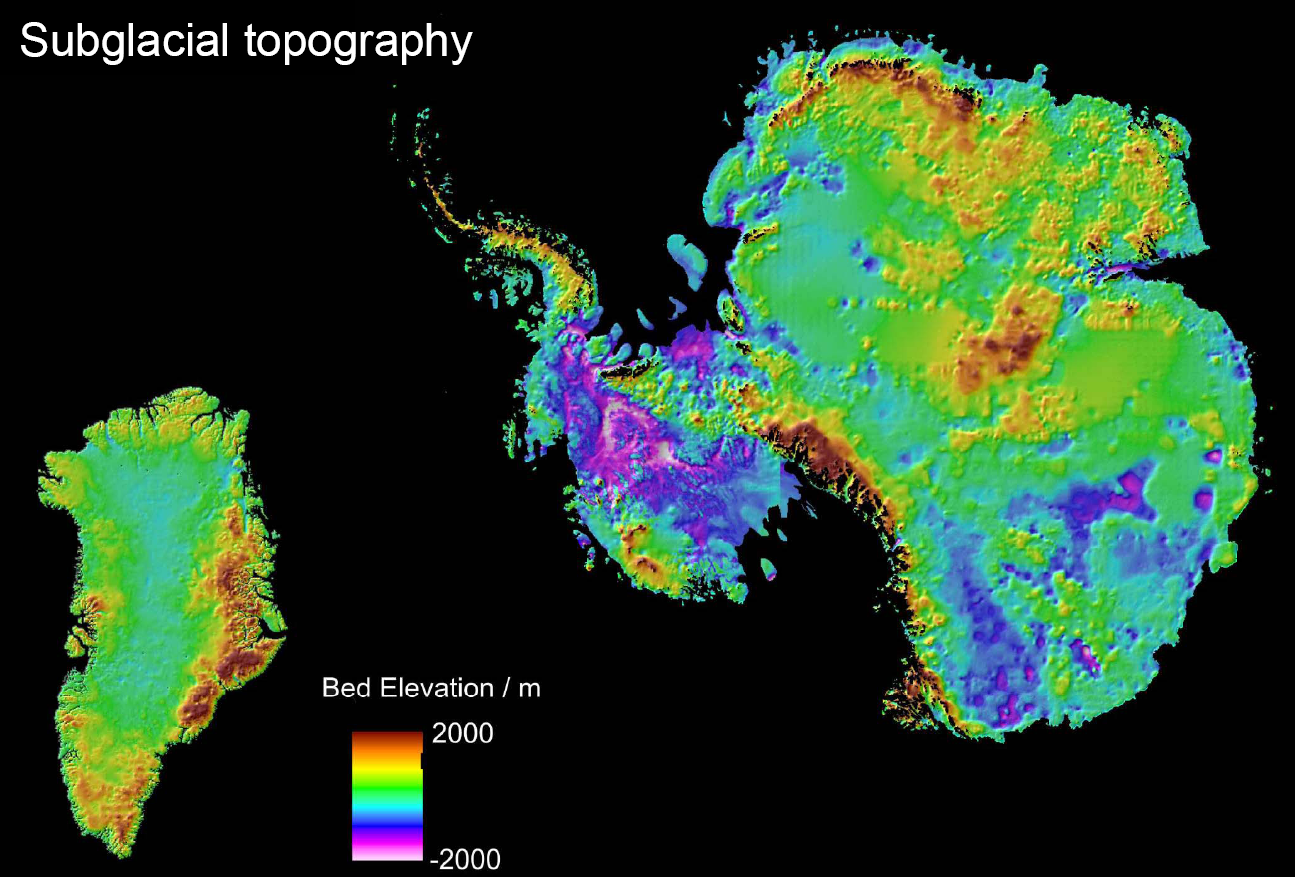 Subglacial topography
Bed Elevation / m
2000
-2000